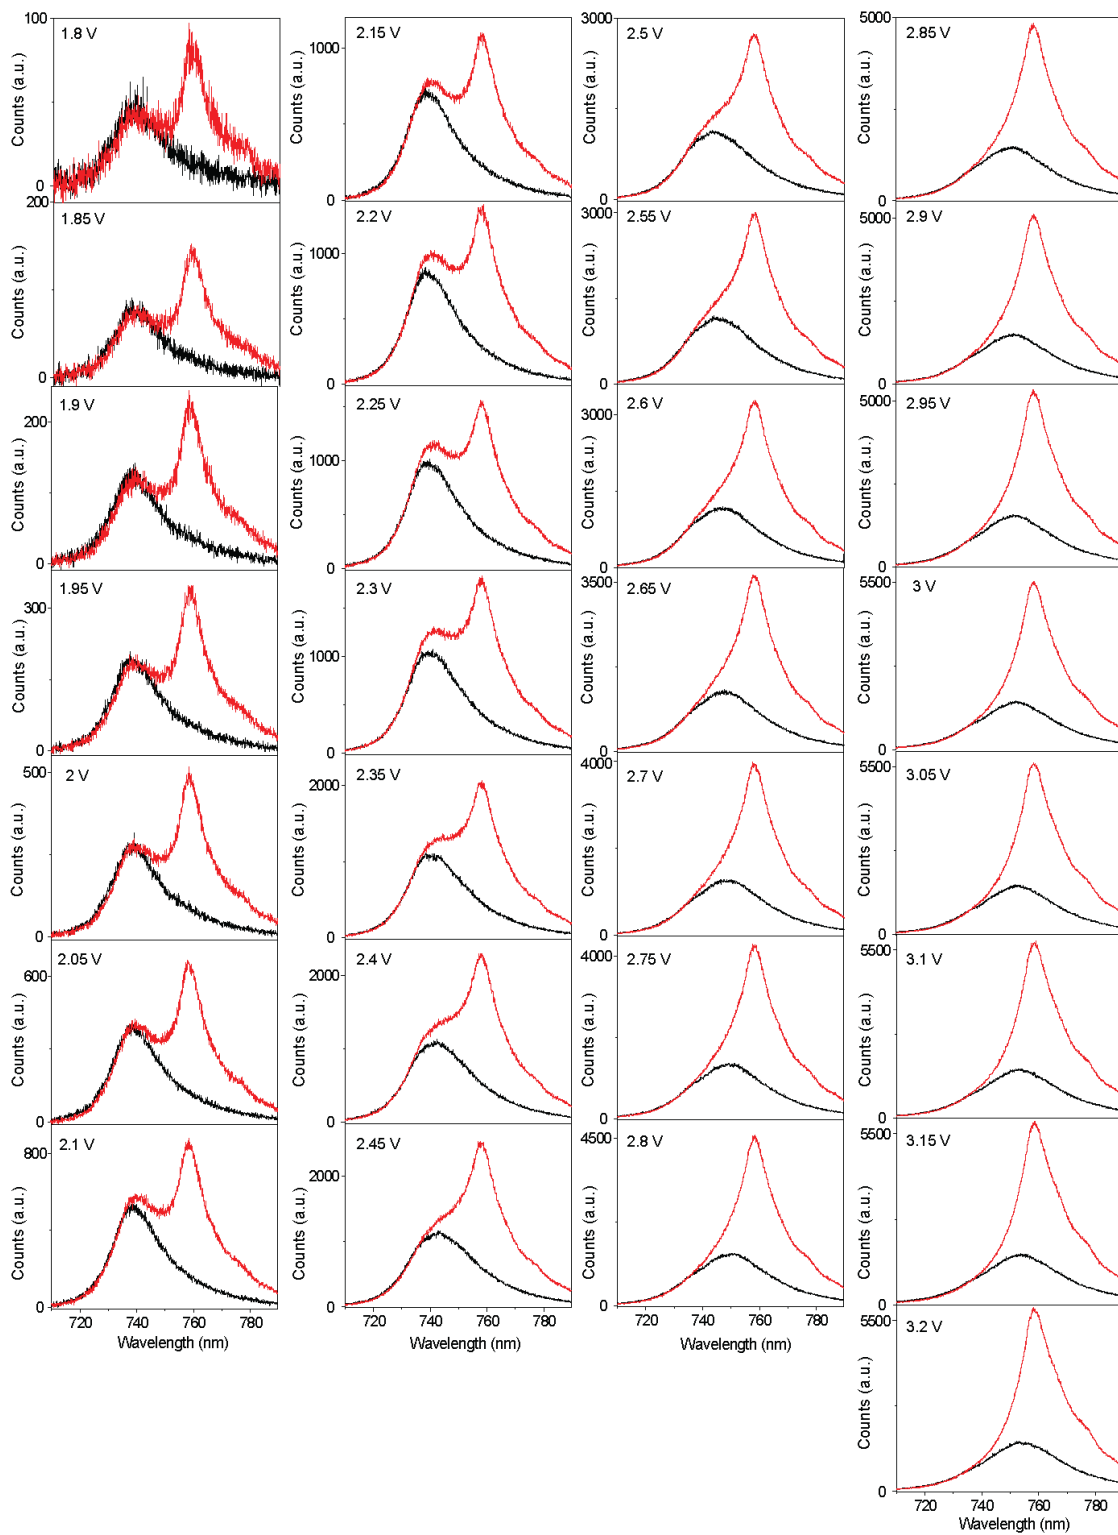 1.8 V
100
0
Counts (a.u.)
1.85 V
200
0
Counts (a.u.)
1.9 V
200
0
Counts (a.u.)
1.95 V
300
0
Counts (a.u.)
2 V
500
0
Counts (a.u.)
2.05 V
600
0
Counts (a.u.)
2.1 V
800
0
Counts (a.u.)
720 740 760 780
Wavelength (nm)
2.15 V
1000
0
Counts (a.u.)
2.2 V
1000
0
Counts (a.u.)
2.25 V
1000
0
Counts (a.u.)
2.3 V
1000
0
Counts (a.u.)
2.35 V
2000
0
Counts (a.u.)
2.4 V
2000
0
Counts (a.u.)
2.45 V
2000
0
Counts (a.u.)
720 740 760 780
Wavelength (nm)
2.5 V
3000
0
Counts (a.u.)
2.55 V
3000
0
Counts (a.u.)
2.6 V
3000
0
Counts (a.u.)
2.65 V
3500
0
Counts (a.u.)
2.7 V
4000
0
Counts (a.u.)
2.75 V
4000
0
Counts (a.u.)
2.8 V
4500
0
Counts (a.u.)
720 740 760 780
Wavelength (nm)
2.85 V
5000
0
Counts (a.u.)
2.9 V
5000
0
Counts (a.u.)
2.95 V
5000
0
Counts (a.u.)
3 V
5500
0
Counts (a.u.)
3.05 V
5500
0
Counts (a.u.)
3.1 V
5500
0
Counts (a.u.)
3.15 V
5500
0
Counts (a.u.)
3.2 V
5500
0
Counts (a.u.)
720 740 760 780
Wavelength (nm)